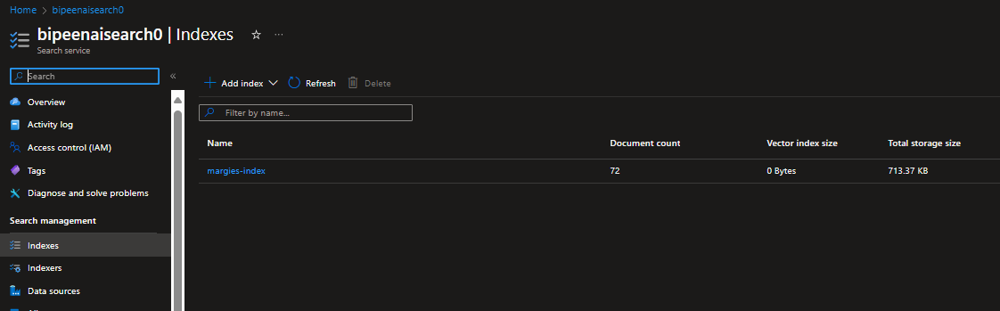 Home > bipeenaisearch0
bipeenaisearch0 | Indexes
Search service
Search
Overview
Activity log
Access control (IAM)
Tags
Diagnose and solve problems
Search management
Indexes
Indexers
Data sources
Add index
Refresh
Delete
Filter by name...
Name Document count Vector index size Total storage size
margies-index 72 0 Bytes 713.37 KB